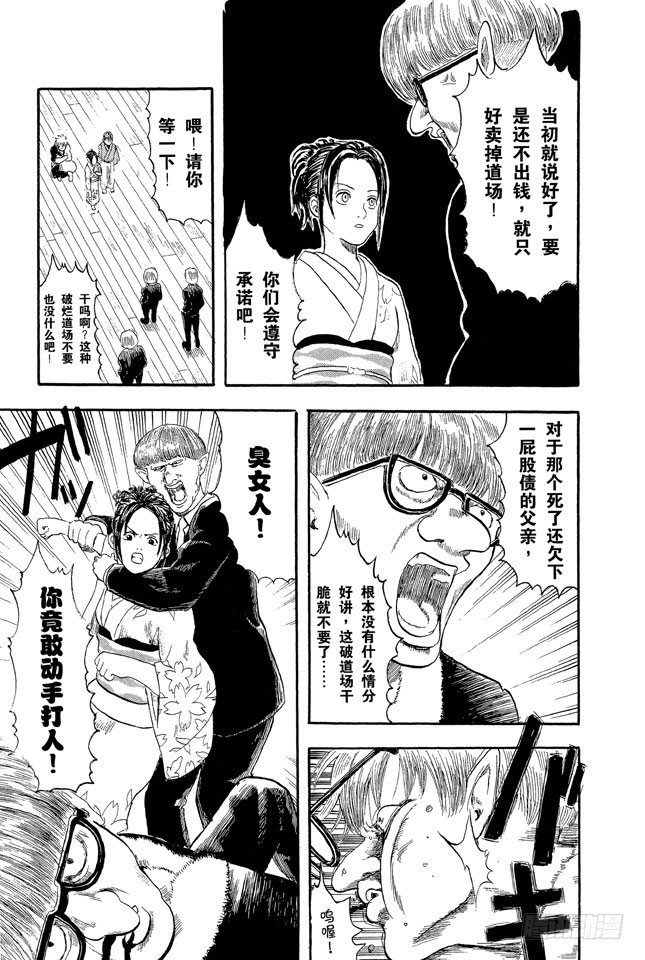 当初就说好了，要
是还不出钱，就只
好卖掉道场！
你们会遵守
承诺吧！
喂！请你
等一下！
干吗啊？这种
破烂道场不要
也没什么吧！
对于那个死了还欠下
一屁股债的父亲，
根本没有什么情分
好讲，这破道场干
脆就不要了……
呜喔！
臭女人！
你竟敢动手打人！